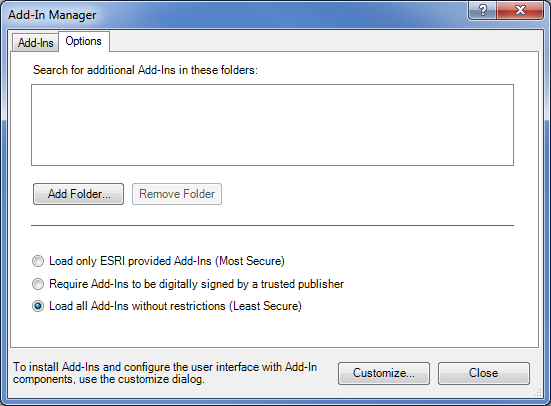 Add-In Manager
Add-Ins
Options
Search for additional Add-Ins in these folders:
Add Folder...
Remove Folder
Load only ESRI provided Add-Ins (Most Secure)
Require Add-Ins to be digitally signed by a trusted publisher
Load all Add-Ins without restrictions (Least Secure)
To install Add-Ins and configure the user interface with Add-In
components, use the customize dialog.
Customize...
Close